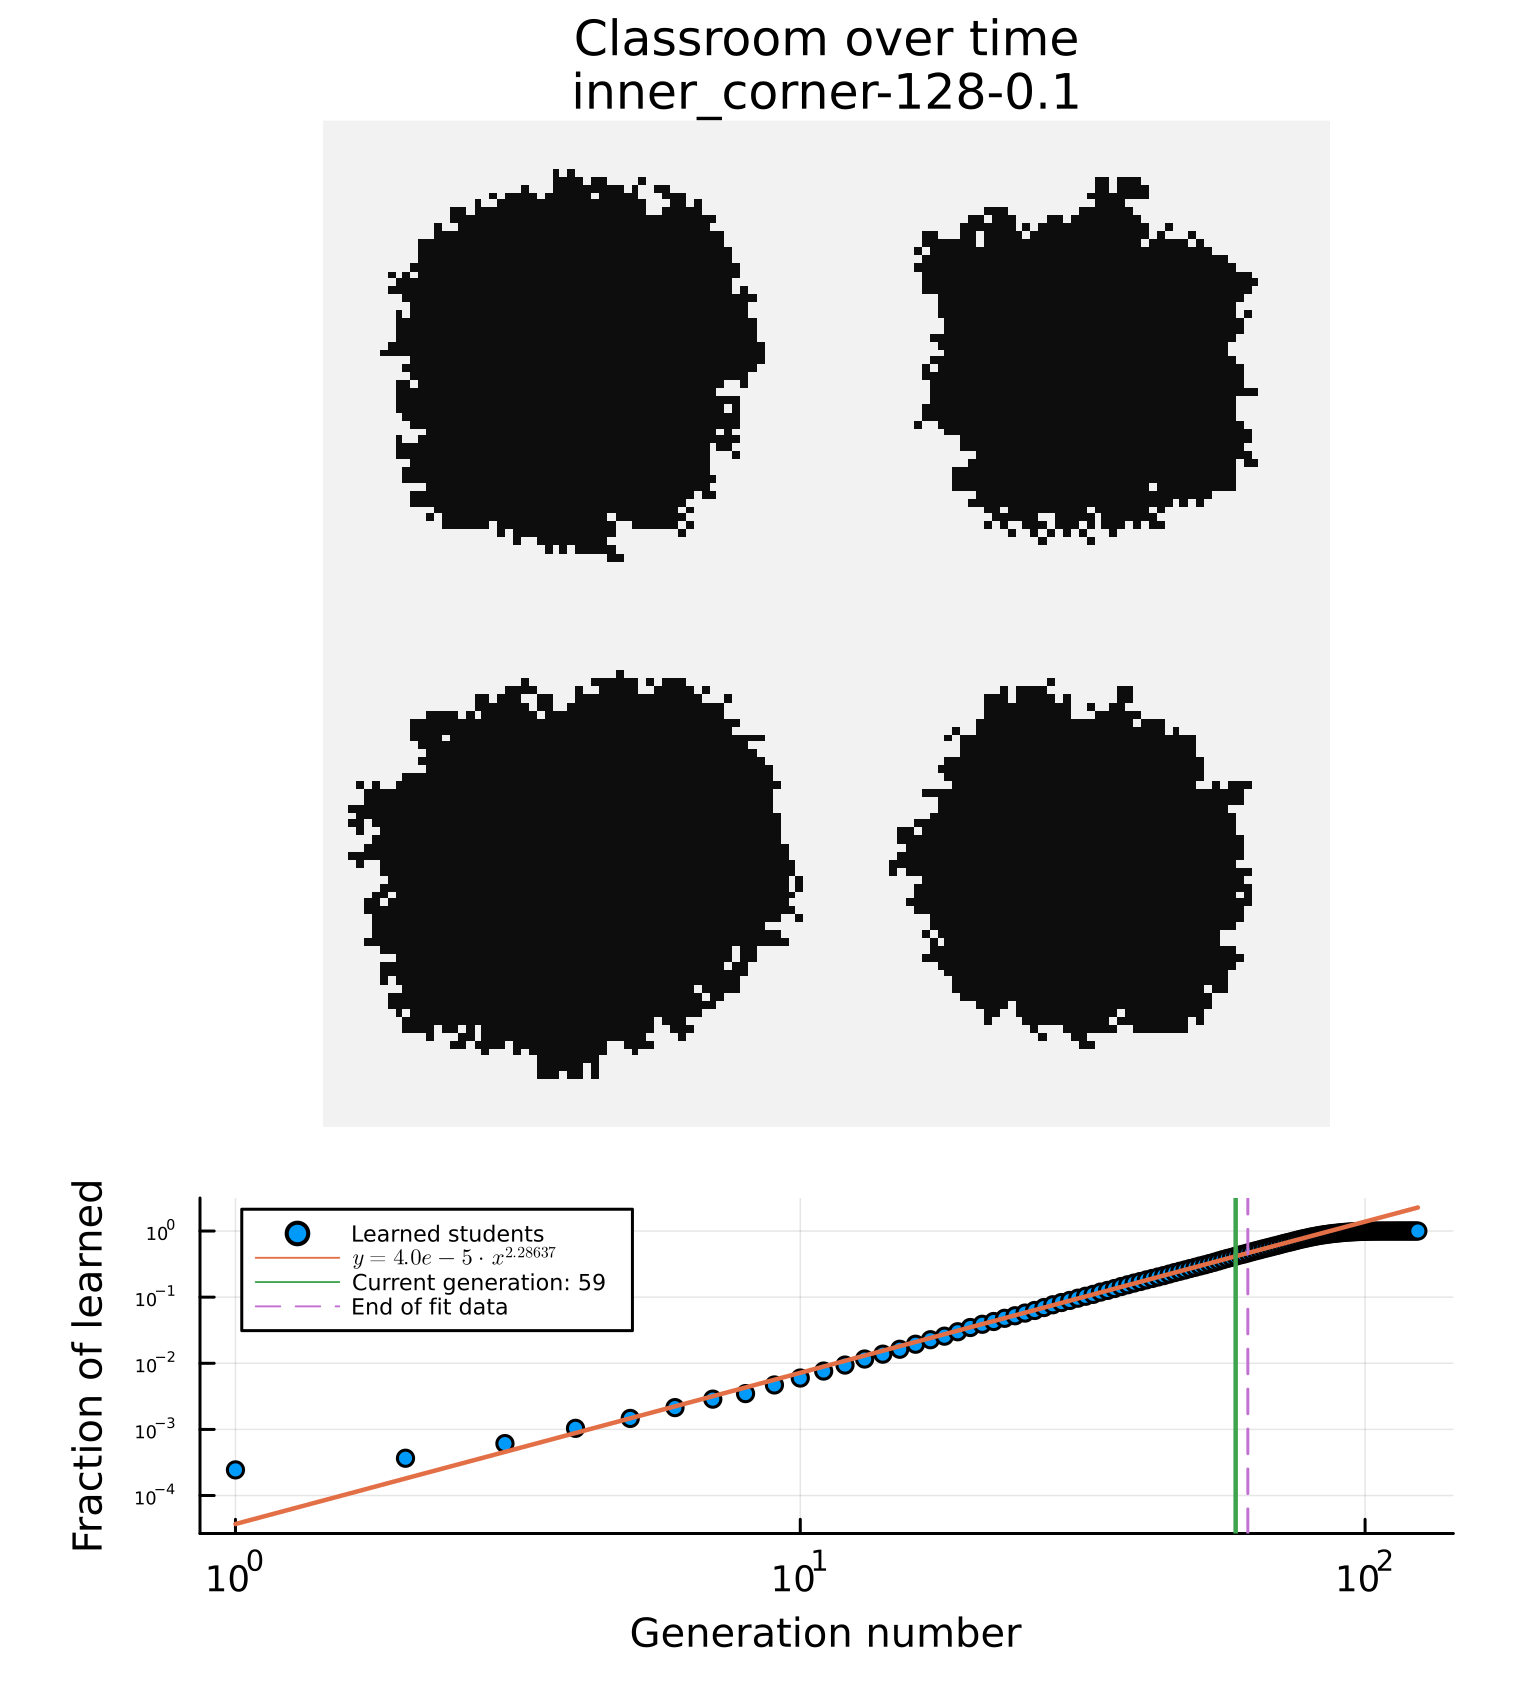 Classroom over time
inner_corner-128-0.1
Fraction of learned
10^0
10^-1
10^-2
10^-3
10^-4
Learned students
y = 4.0e − 5 · x^2.28637
Current generation: 59
End of fit data
10^0 10^1 10^2
Generation number